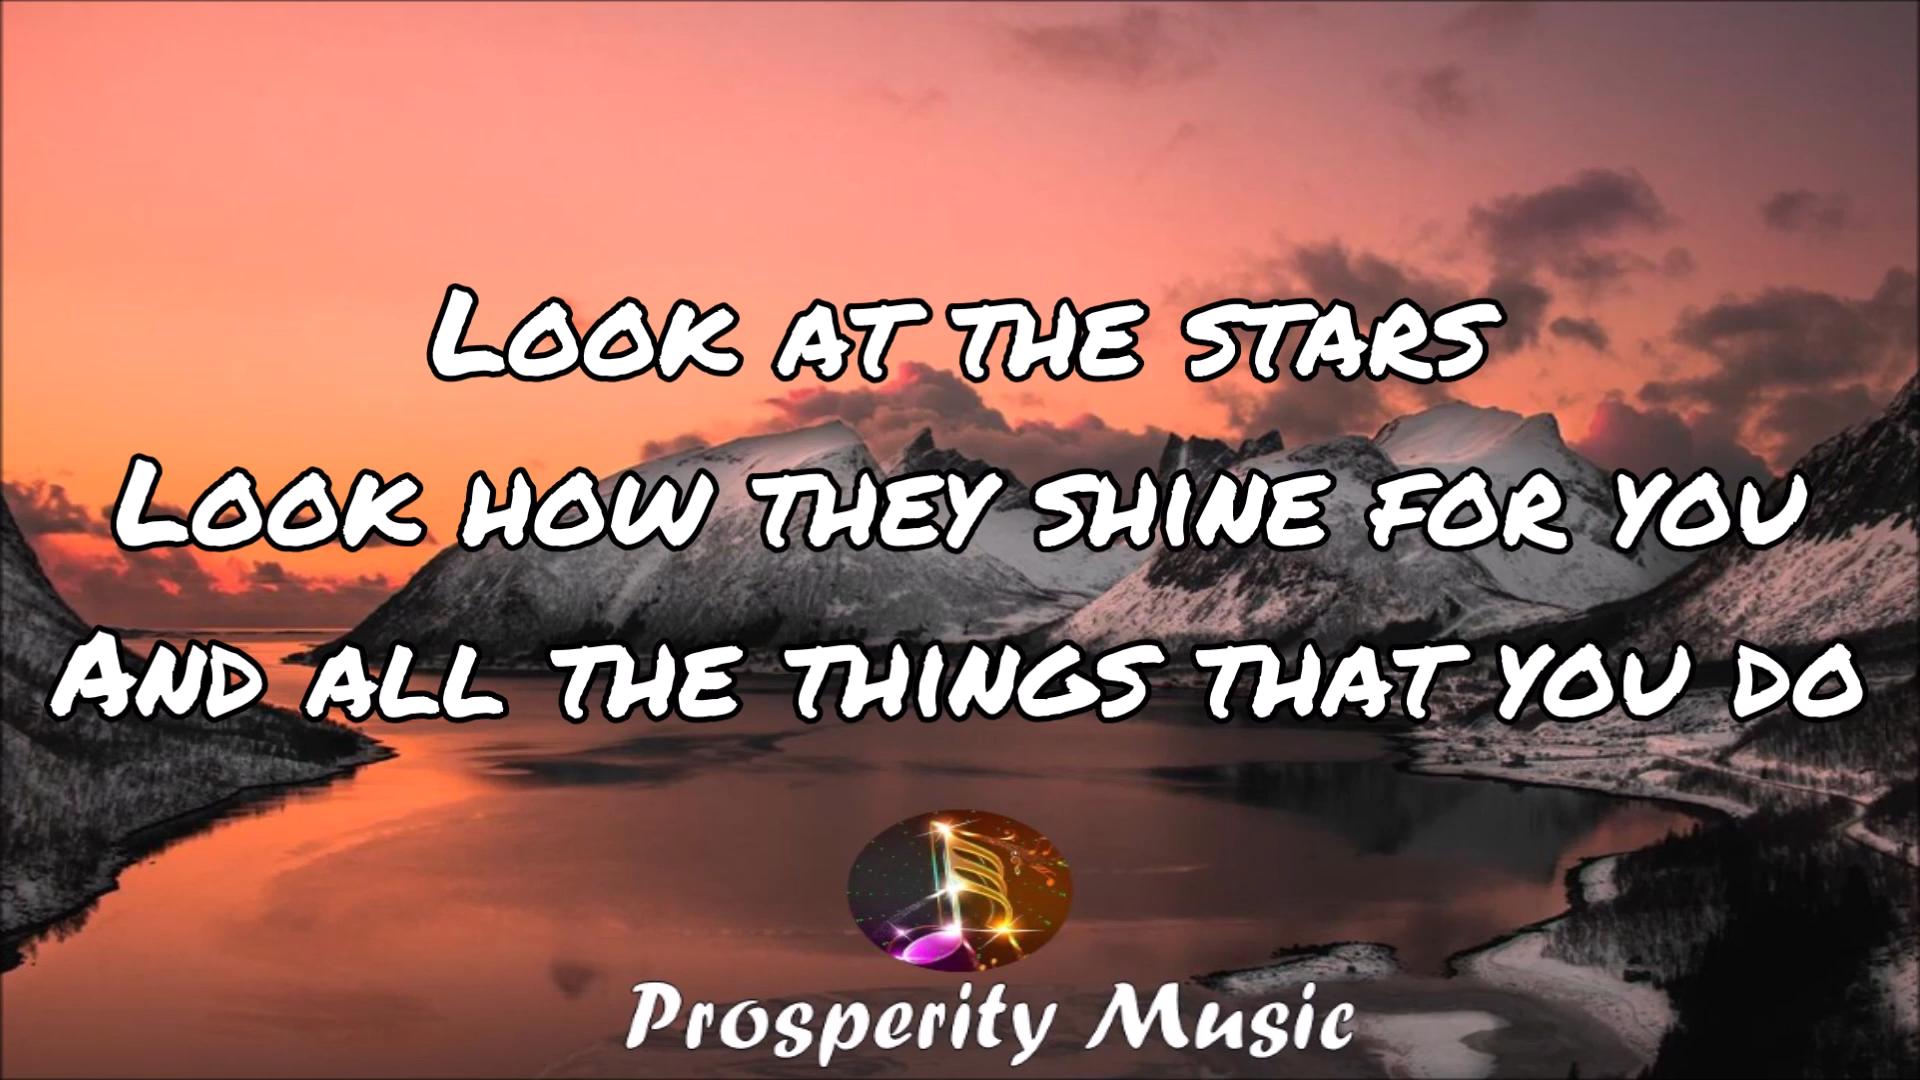 Look at the stars
Look how they shine for you
And all the things that you do
Prosperity Music